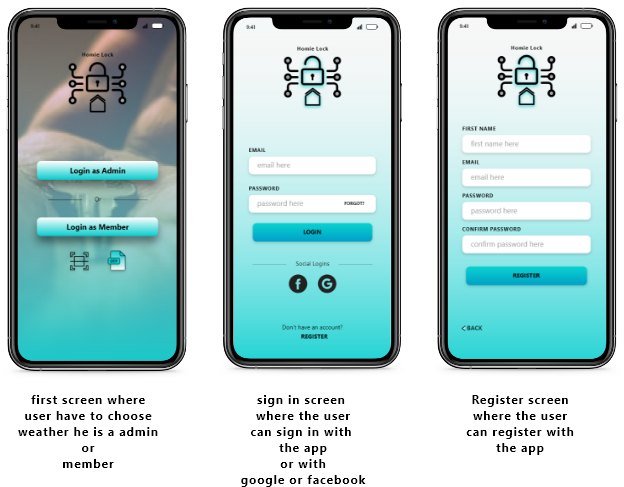 9:41
Homie Lock
Login as Admin
Or
Login as Member
9:41
Homie Lock
EMAIL
email here
PASSWORD
password here FORGOT?
LOGIN
Social Logins
f G
Don't have an account?
REGISTER
9:41
Homie Lock
FIRST NAME
first name here
EMAIL
email here
PASSWORD
password here
CONFIRM PASSWORD
confirm password here
REGISTER
BACK
first screen where
user have to choose
weather he is a admin
or
member
sign in screen
where the user
can sign in with
the app
or with
google or facebook
Register screen
where the user
can register with
the app